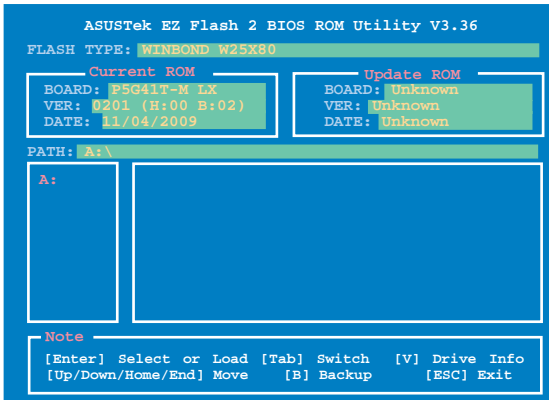 ASUSTek EZ Flash 2 BIOS ROM Utility V3.36
FLASH TYPE: WINBOND W25X80
Current ROM
BOARD: P5G41T-M LX
VER: 0201 (H:00 B:02)
DATE: 11/04/2009
Update ROM
BOARD: Unknown
VER: Unknown
DATE: Unknown
PATH: A:\
A:
Note
[Enter] Select or Load [Tab] Switch [V] Drive Info
[Up/Down/Home/End] Move [B] Backup [ESC] Exit